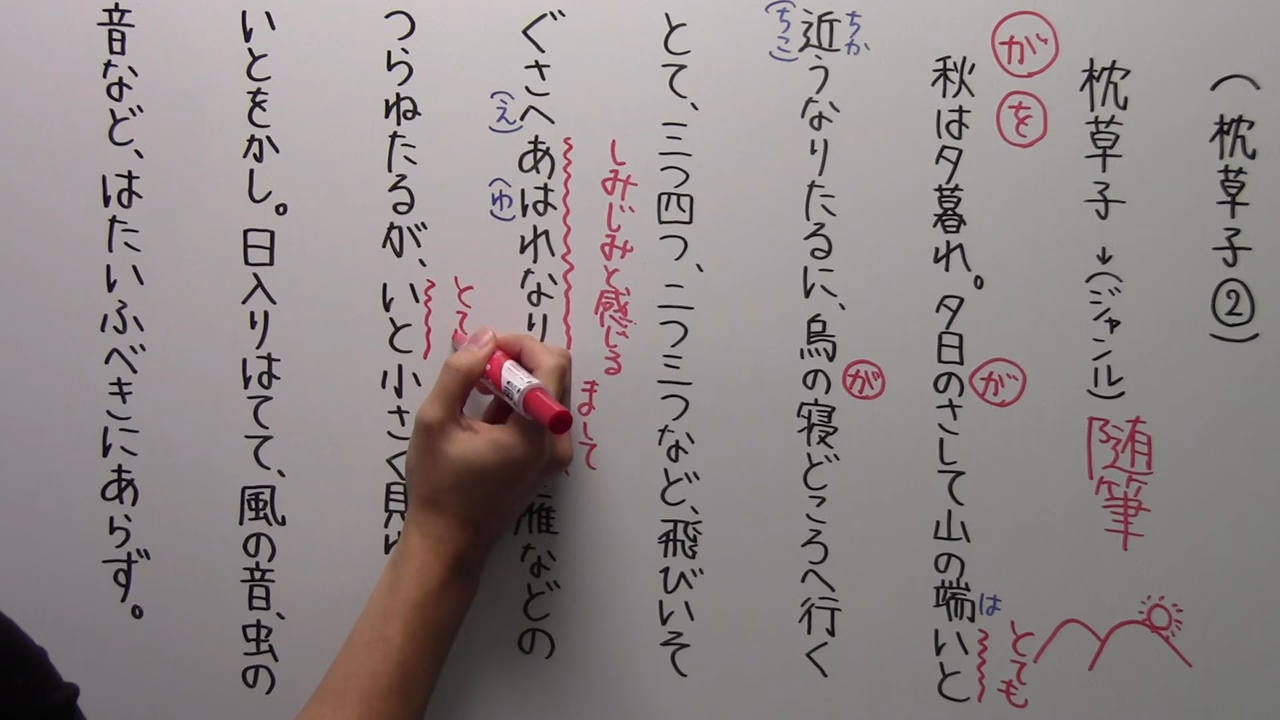 (枕草子②)
枕草子→(ジャンル)随筆
が を
秋は夕暮れ。夕日のさして山の端いと
が
は
とても
近うなりたるに、烏の寝どころへ行く
ちか
(ちこ)
が
とて、三つ四つ、二つ三つなど、飛びいそ
しみじみと感じる
まして
ぐさへあはれなり 雁などの
(え)
(ゆ)
とて
つらねたるが、いと小さく見ゆ
いとをかし。日入りはてて、風の音、虫の
音など、はたいふべきにあらず。